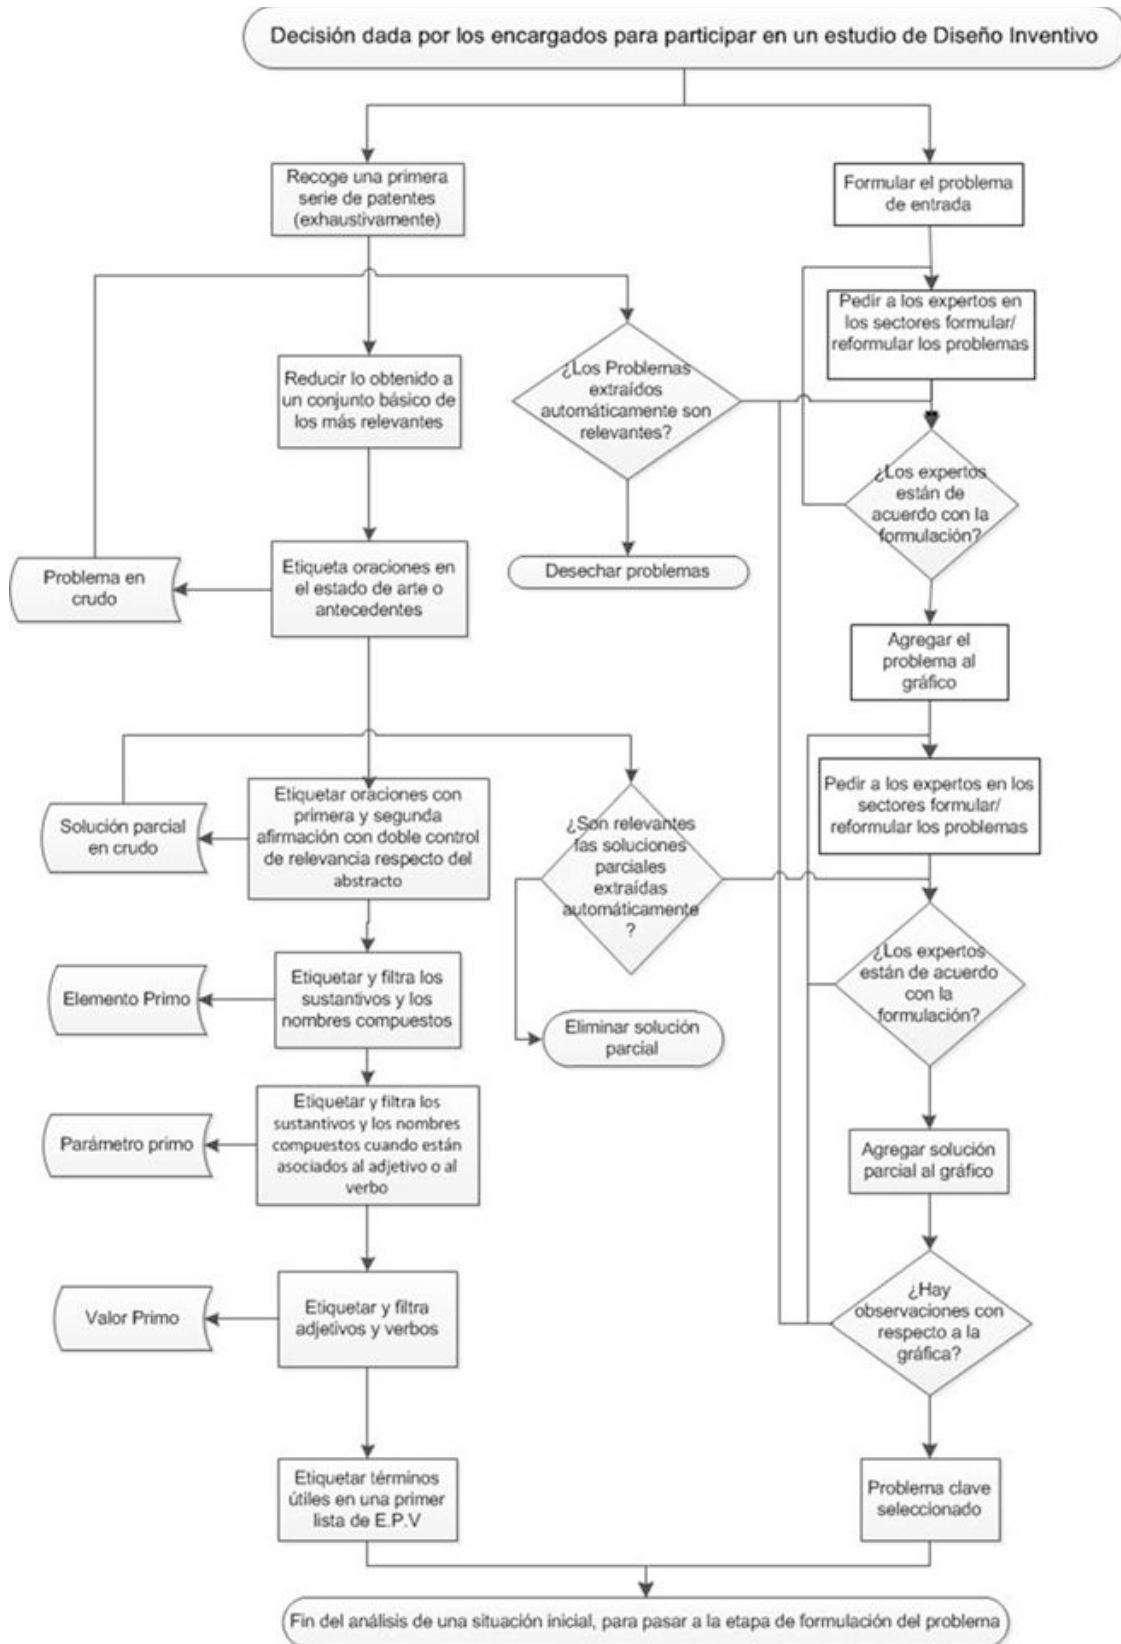 Decisión dada por los encargados para participar en un estudio de Diseño Inventivo
Recoge una primera
serie de patentes
(exhaustivamente)
Formular el problema
de entrada
Pedir a los expertos en
los sectores formular/
reformular los problemas
¿Los Problemas
extraídos
automáticamente son
relevantes?
Reducir lo obtenido a
un conjunto básico de
los más relevantes
¿Los expertos
están de
acuerdo con la
formulación?
Desechar problemas
Etiqueta oraciones en
el estado de arte o
antecedentes
Problema en
crudo
Agregar el
problema al
gráfico
Pedir a los expertos en los
sectores formular/
reformular los problemas
Etiquetar oraciones con
primera y segunda
afirmación con doble control
de relevancia respecto del
abstracto
Solución parcial
en crudo
¿Son relevantes
las soluciones
parciales
extraídas
automáticamente
?
¿Los expertos
están de acuerdo
con la
formulación?
Etiquetar y filtra los
sustantivos y los
nombres compuestos
Elemento Primo
Eliminar solución
parcial
Etiquetar y filtra los
sustantivos y los nombres
compuestos cuando están
asociados al adjetivo o al
verbo
Parámetro primo
Agregar solución
parcial al gráfico
Etiquetar y filtra
adjetivos y verbos
Valor Primo
¿Hay
observaciones con
respecto a la
gráfica?
Etiquetar términos
útiles en una primer
lista de E.P.V
Problema clave
seleccionado
Fin del análisis de una situación inicial, para pasar a la etapa de formulación del problema